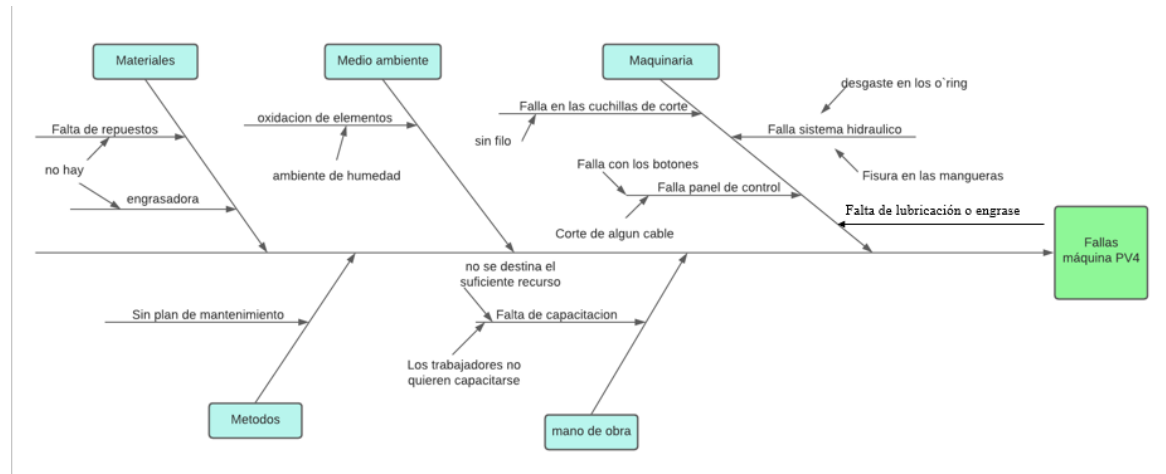 Materiales
Medio ambiente
Maquinaria
desgaste en los o`ring
Falla en las cuchillas de corte
oxidacion de elementos
Falta de repuestos
Falla sistema hidraulico
sin filo
no hay
ambiente de humedad
Falla con los botones
Fisura en las mangueras
Falla panel de control
engrasadora
Falta de lubricación o engrase
Corte de algun cable
Fallas
máquina PV4
no se destina el
suficiente recurso
Sin plan de mantenimiento
Falta de capacitacion
Los trabajadores no
quieren capacitarse
Metodos
mano de obra